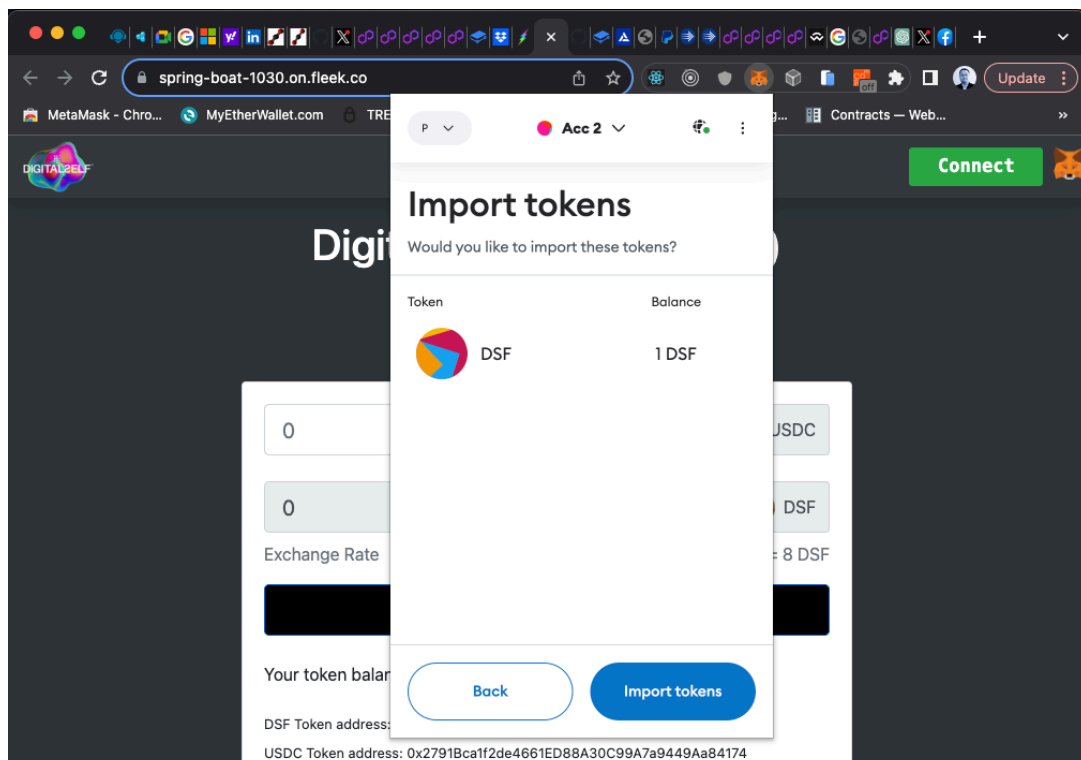 spring-boat-1030.on.fleek.co
off
Update
MetaMask - Chro...
MyEtherWallet.com
TRE
g...
Contracts — Web...
»
P
Acc 2
DIGITAL2SELF
Connect
Import tokens
Digi
)
Would you like to import these tokens?
Token Balance
DSF 1 DSF
0 USDC
0 DSF
Exchange Rate = 8 DSF
Your token balan
Back Import tokens
DSF Token address:
USDC Token address: 0x2791Bca1f2de4661ED88A30C99A7a9449Aa84174